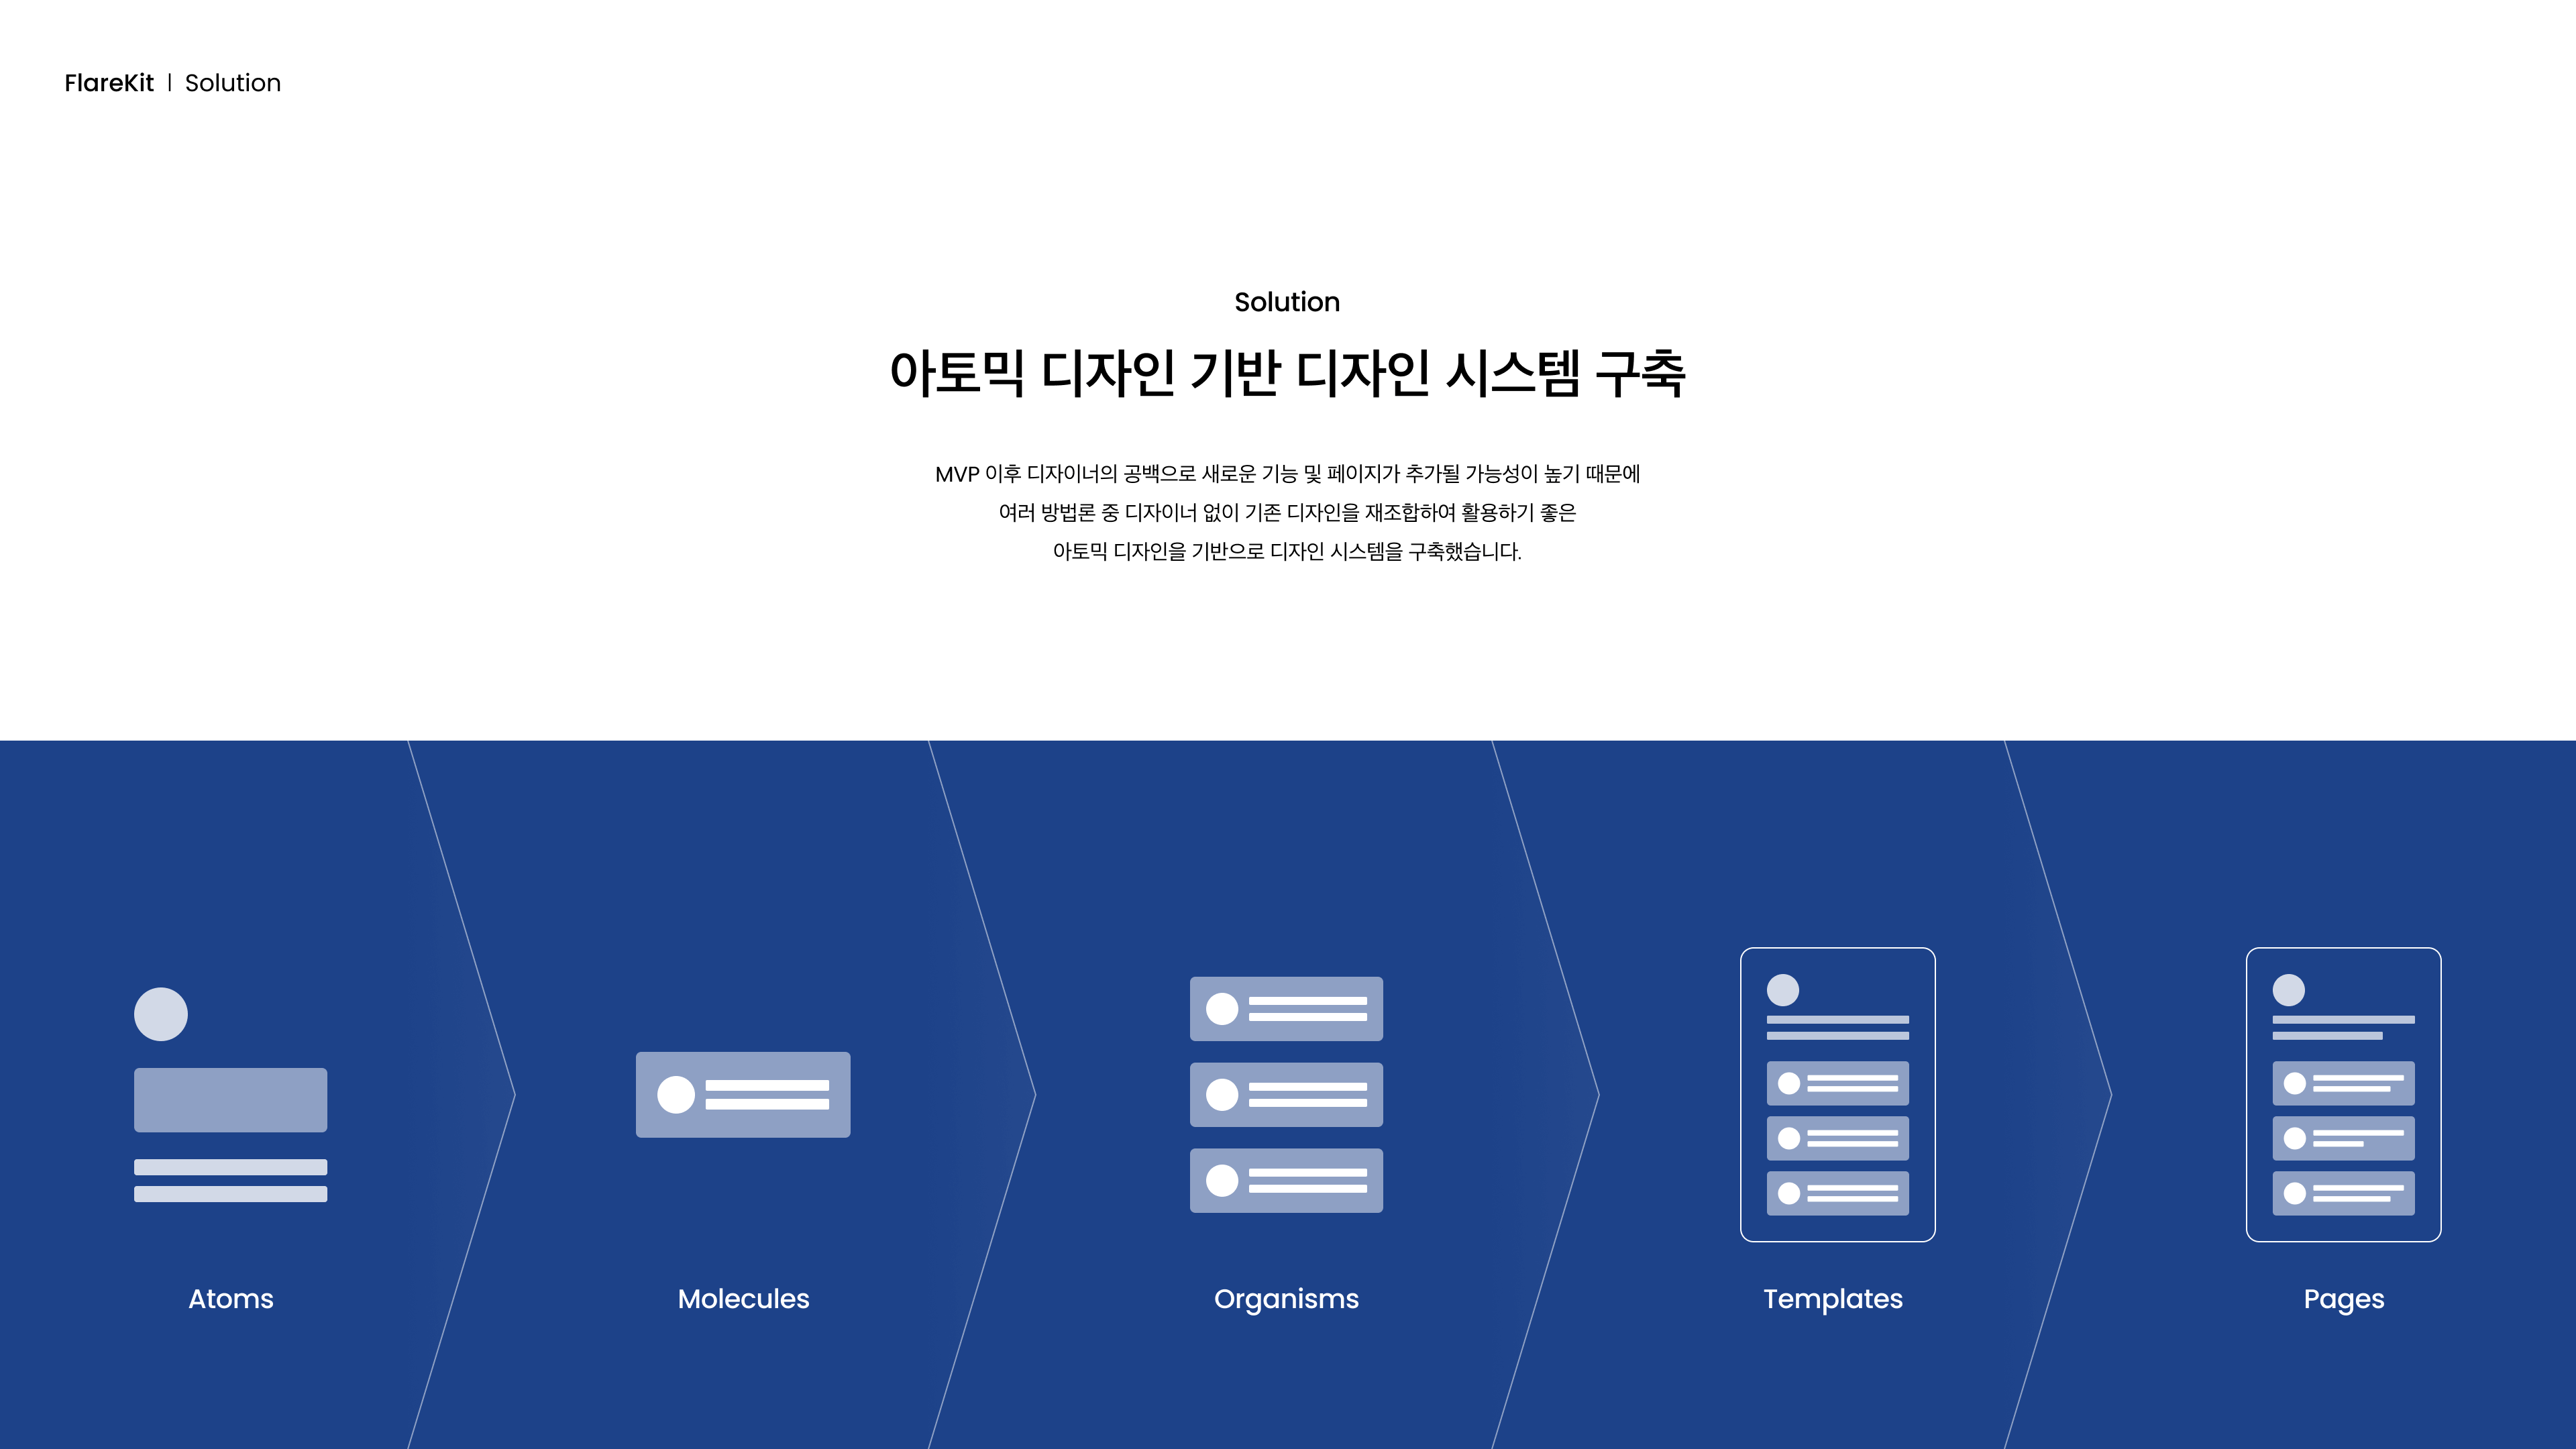 FlareKit | Solution
Solution
아토믹 디자인 기반 디자인 시스템 구축
MVP 이후 디자이너의 공백으로 새로운 기능 및 페이지가 추가될 가능성이 높기 때문에
여러 방법론 중 디자이너 없이 기존 디자인을 재조합하여 활용하기 좋은
아토믹 디자인을 기반으로 디자인 시스템을 구축했습니다.
Atoms
Molecules
Organisms
Templates
Pages